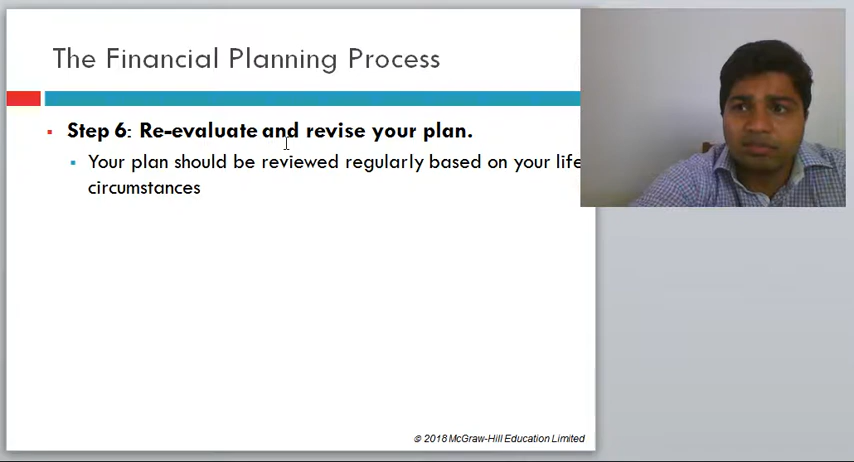 The Financial Planning Process
▪ Step 6: Re-evaluate and revise your plan.
▪ Your plan should be reviewed regularly based on your life
circumstances
© 2018 McGraw-Hill Education Limited